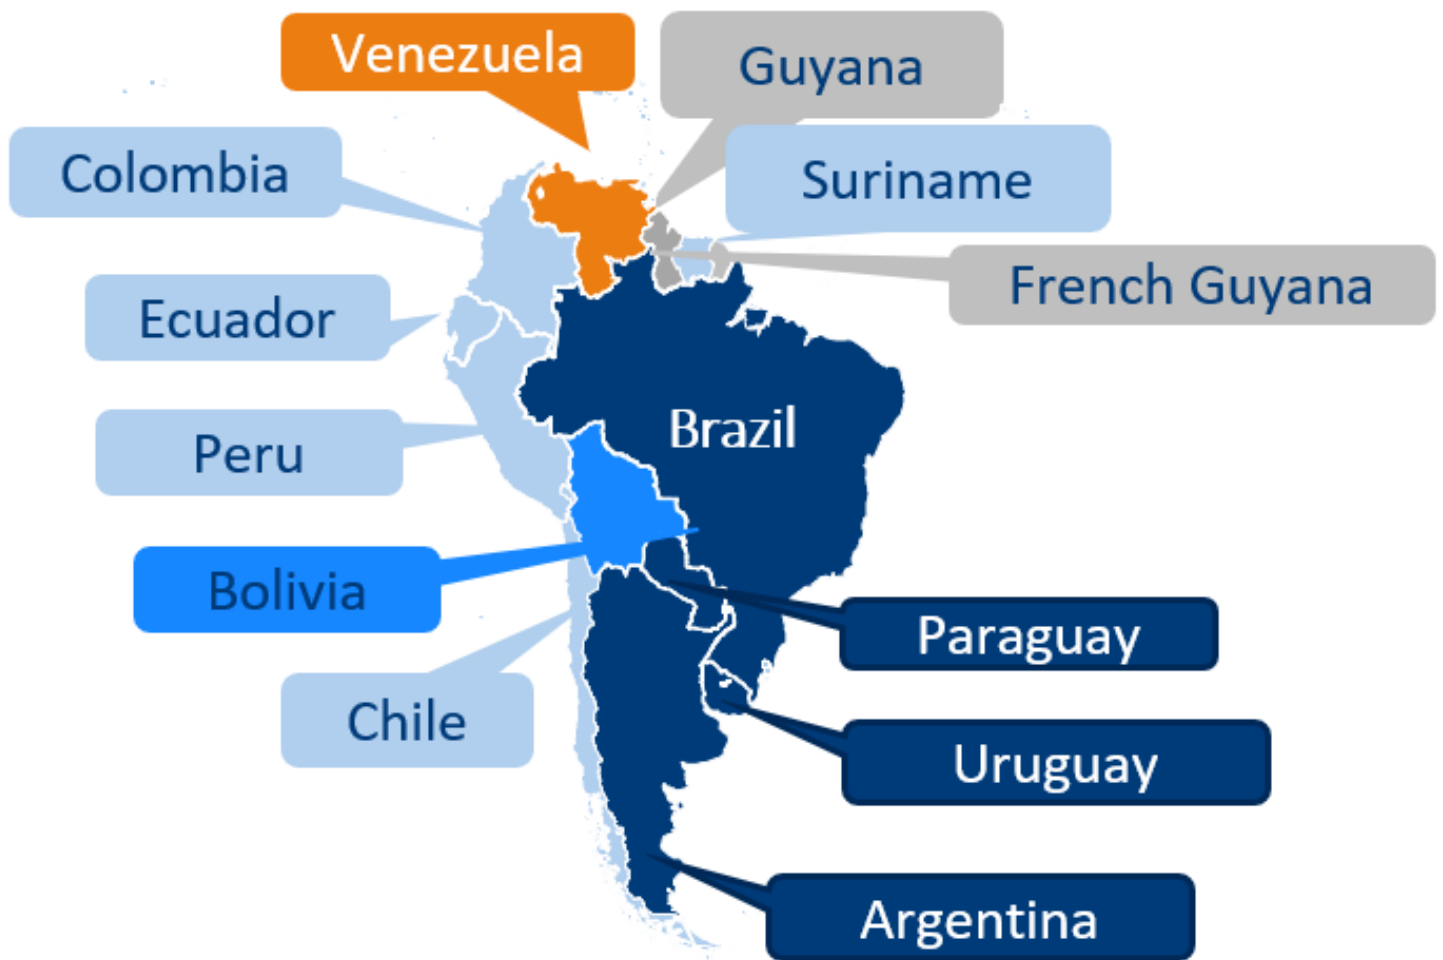 Venezuela
Guyana
Colombia
Suriname
French Guyana
Ecuador
Brazil
Peru
Bolivia
Paraguay
Chile
Uruguay
Argentina